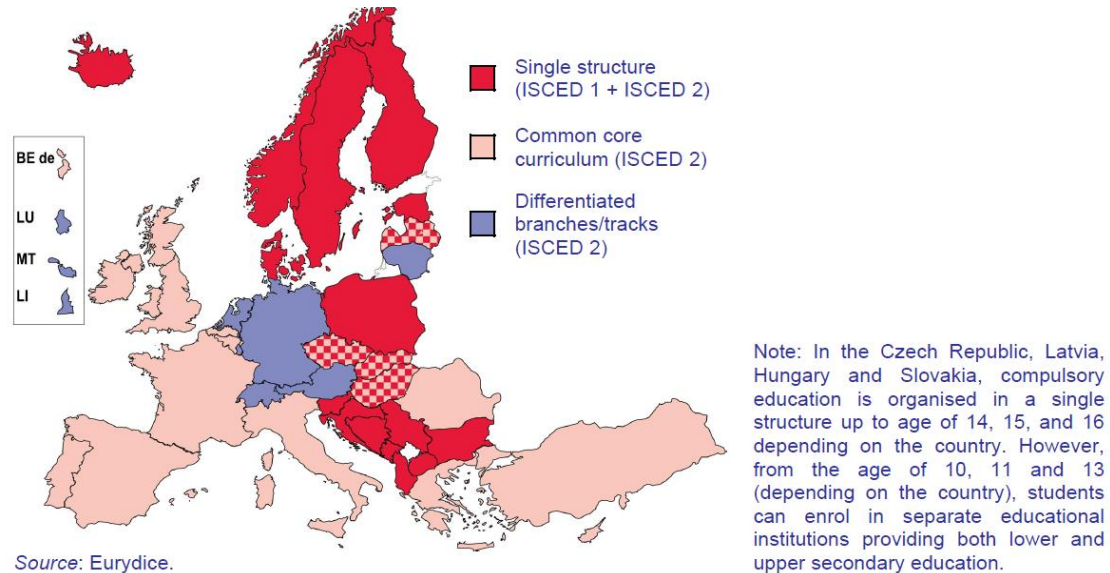 Single structure
(ISCED 1 + ISCED 2)
Common core
curriculum (ISCED 2)
Differentiated
branches/tracks
(ISCED 2)
BE de
LU
MT
LI
Note: In the Czech Republic, Latvia,
Hungary and Slovakia, compulsory
education is organised in a single
structure up to age of 14, 15, and 16
depending on the country. However,
from the age of 10, 11 and 13
(depending on the country), students
can enrol in separate educational
institutions providing both lower and
upper secondary education.
Source: Eurydice.